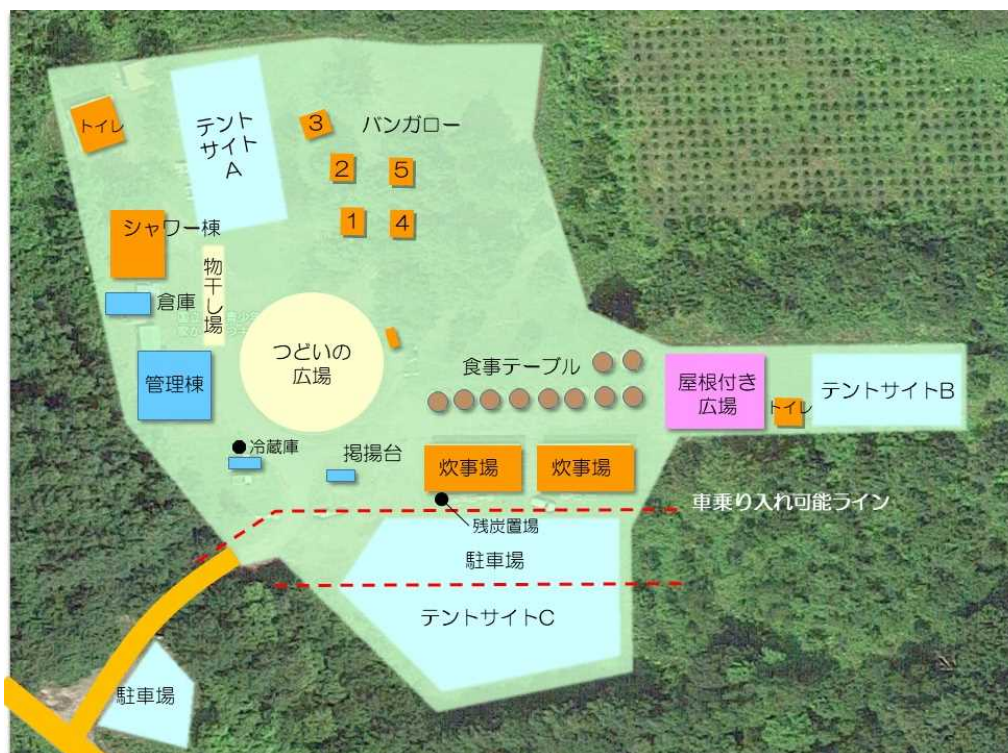 トイレ
テント
サイト
A
3
バンガロー
2
5
1
4
シャワー棟
物干し場
倉庫
つどいの
広場
管理棟
食事テーブル
屋根付き
広場
トイレ
テントサイトB
冷蔵庫
掲揚台
炊事場
炊事場
車乗り入れ可能ライン
残炭置場
駐車場
テントサイトC
駐車場